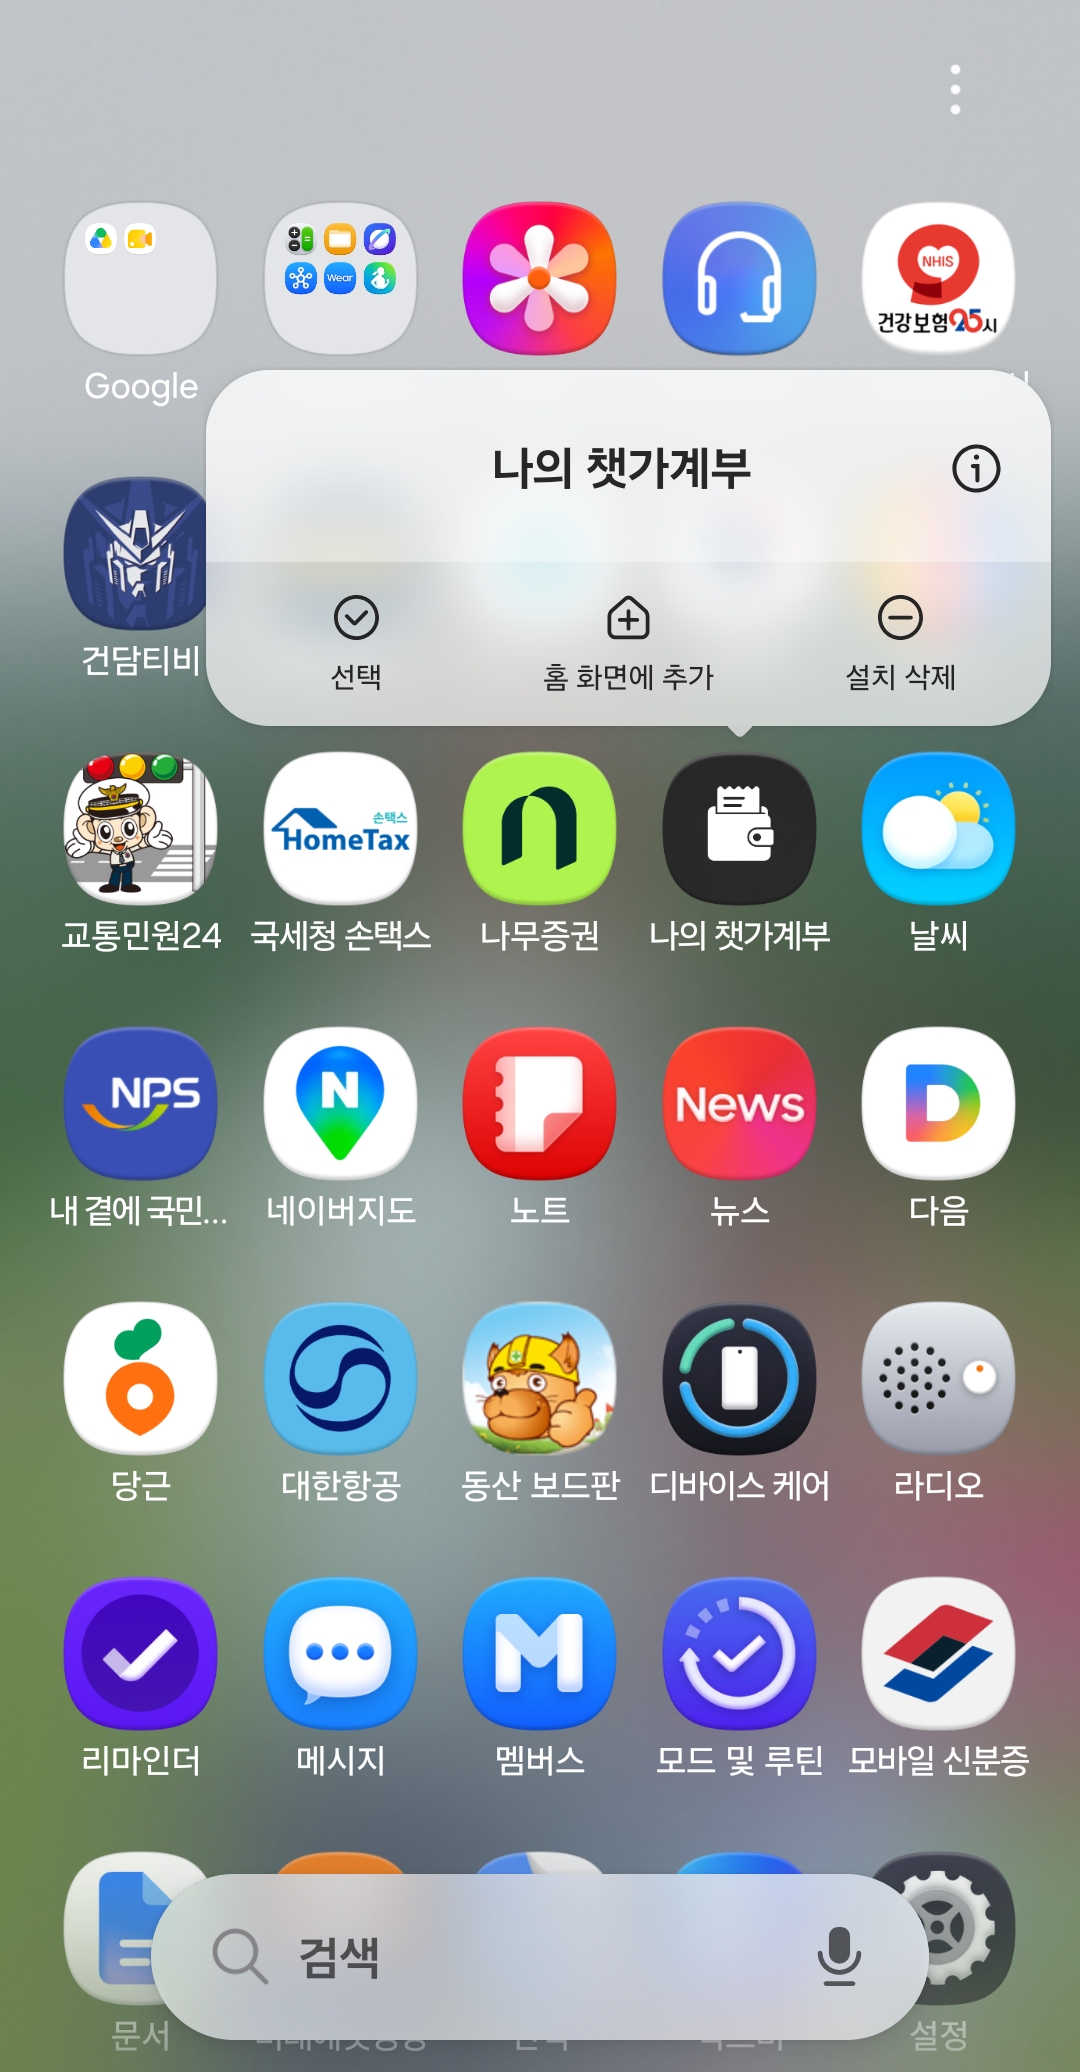 Wear
NHIS
건강보험25시
Google
나의 챗가계부
건담티비
선택
홈 화면에 추가
설치 삭제
손택스
HomeTax
교통민원24
국세청 손택스
나무증권
나의 챗가계부
날씨
NPS
N
News
D
내 곁에 국민...
네이버지도
노트
뉴스
다음
당근
대한항공
동산 보드판
디바이스 케어
라디오
M
리마인더
메시지
멤버스
모드 및 루틴
모바일 신분증
검색
문서
설정